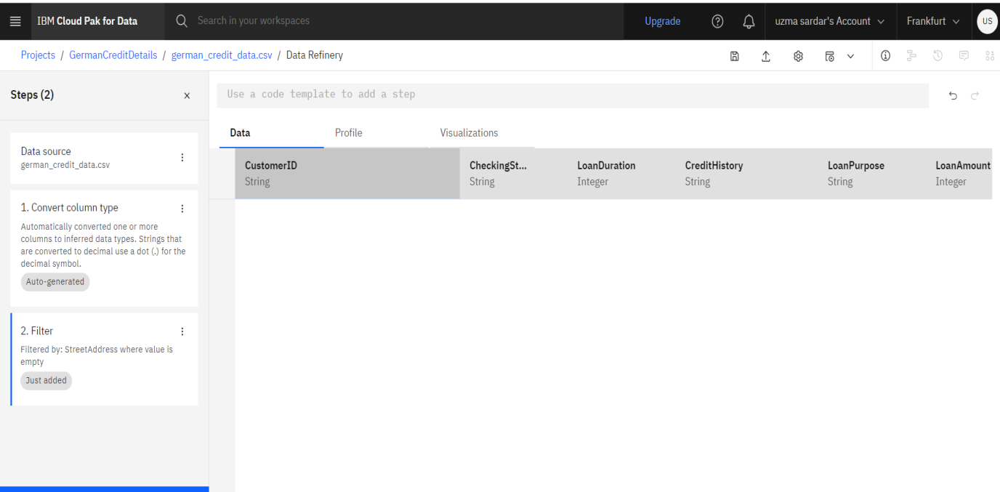 IBM Cloud Pak for Data
Search in your workspaces
Upgrade
uzma sardar's Account
Frankfurt
US
Projects / GermanCreditDetails / german_credit_data.csv / Data Refinery
Steps (2)
Data source
german_credit_data.csv
1. Convert column type
Automatically converted one or more
columns to inferred data types. Strings that
are converted to decimal use a dot (.) for the
decimal symbol.
Auto-generated
2. Filter
Filtered by: StreetAddress where value is
empty
Just added
Use a code template to add a step
Data Profile Visualizations
CustomerID CheckingSt... LoanDuration CreditHistory LoanPurpose LoanAmount
String String Integer String String Integer